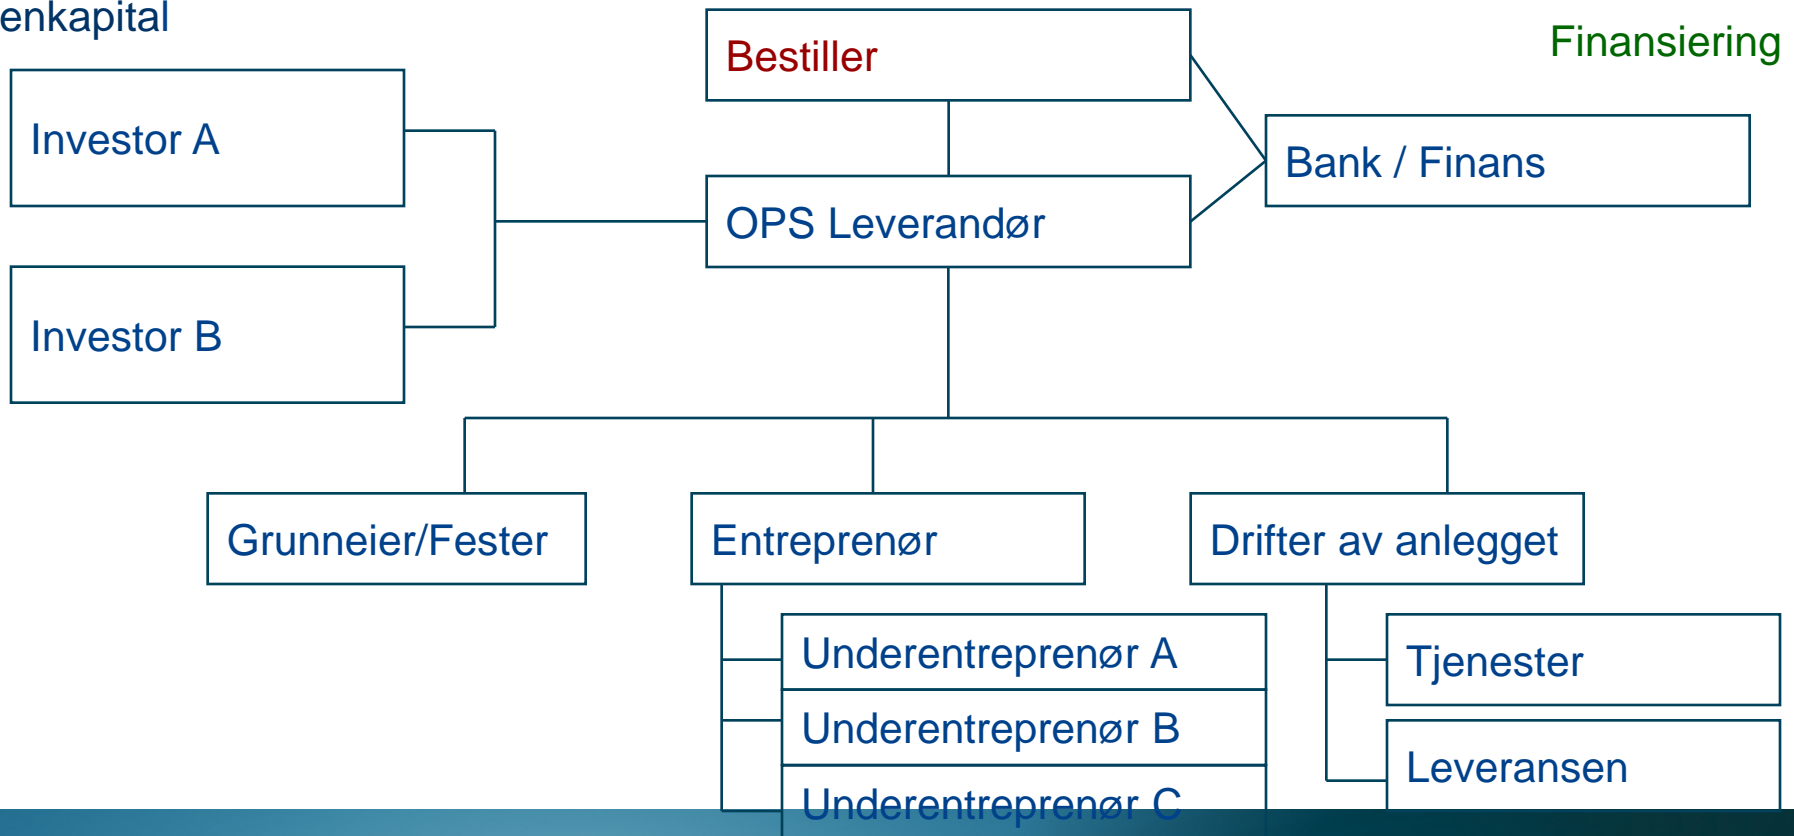 enkapital
Bestiller
Finansiering
Investor A
Bank / Finans
OPS Leverandør
Investor B
Grunneier/Fester
Entreprenør
Drifter av anlegget
Underentreprenør A
Tjenester
Underentreprenør B
Leveransen
Underentreprenør C